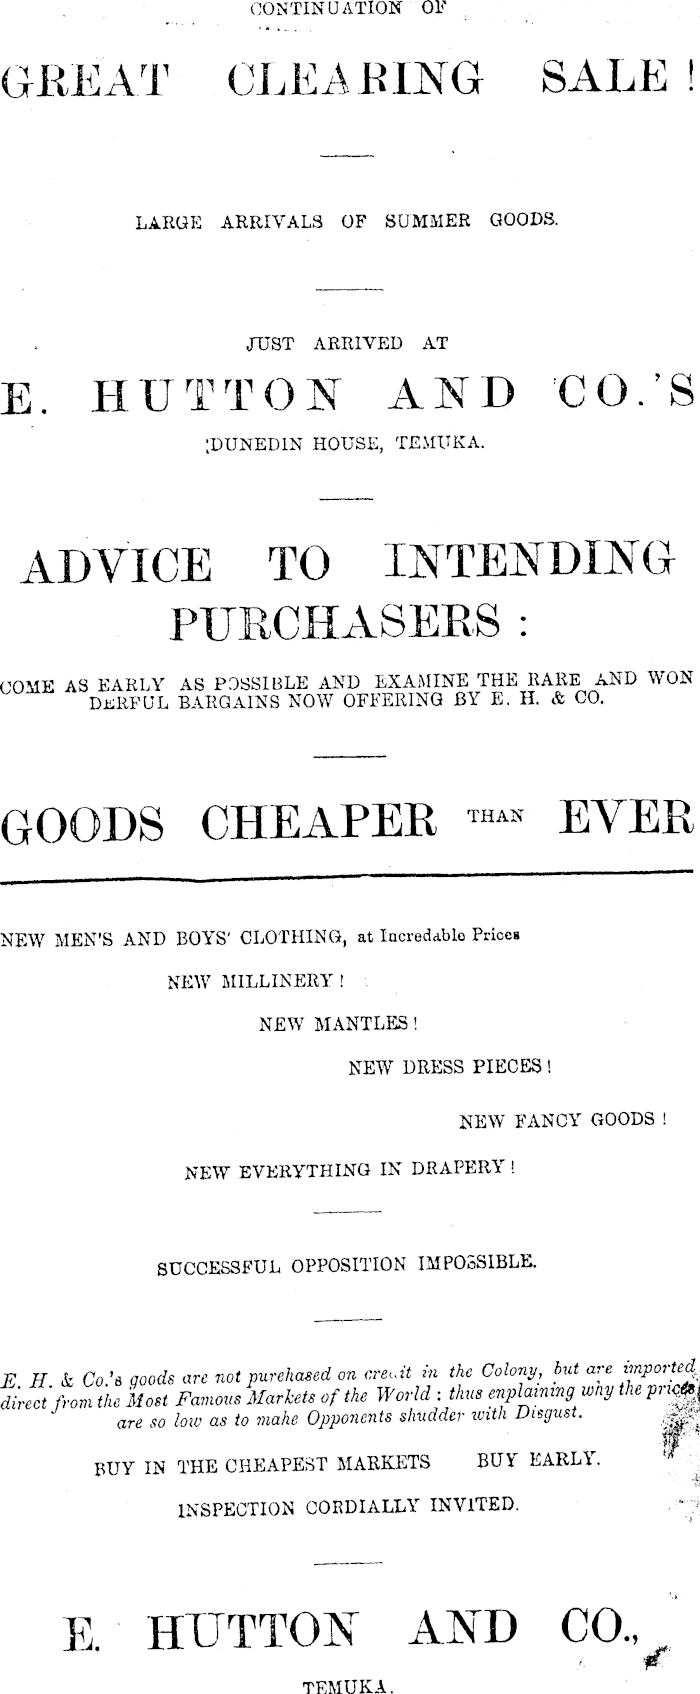 CONTINUATION OF
GREAT CLEARING SALE!
LARGE ARRIVALS OF SUMMER GOODS.
JUST ARRIVED AT
E. HUTTON AND CO.'S
DUNEDIN HOUSE, TEMUKA.
ADVICE TO INTENDING
PURCHASERS:
COME AS EARLY AS POSSIBLE AND EXAMINE THE RARE AND WON
DERFUL BARGAINS NOW OFFERING BY E. H. & CO.
GOODS CHEAPER THAN EVER
NEW MEN'S AND BOYS' CLOTHING, at Incredable Prices
NEW MILLINERY!
NEW MANTLES!
NEW DRESS PIECES!
NEW FANCY GOODS!
NEW EVERYTHING IN DRAPERY!
SUCCESSFUL OPPOSITION IMPOSSIBLE.
E. H. & Co.'s goods are not purchased on credit in the Colony, but are imported
direct from the Most Famous Markets of the World: thus enplaining why the prices
are so low as to make Opponents shudder with Disgust.
BUY IN THE CHEAPEST MARKETS BUY EARLY.
INSPECTION CORDIALLY INVITED.
E. HUTTON AND CO.,
TEMUKA.